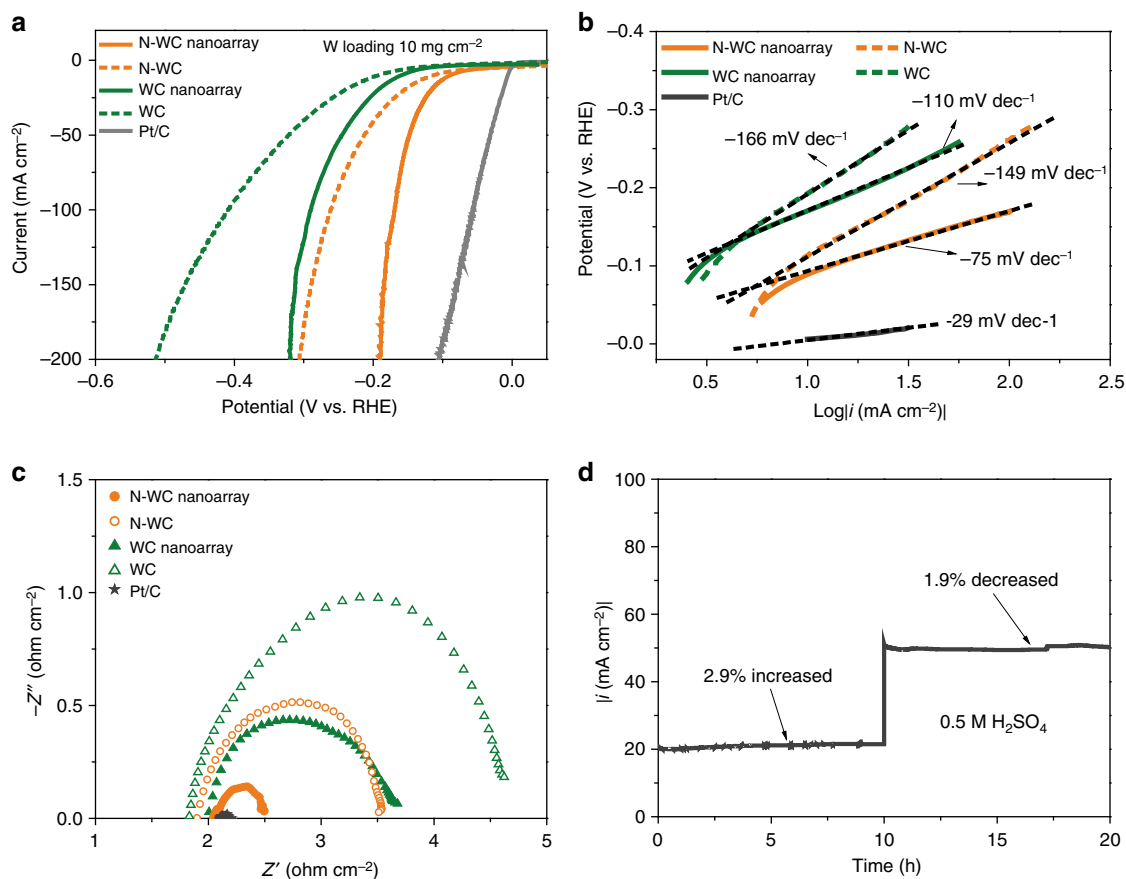 a
N-WC nanoarray
N-WC
WC nanoarray
WC
Pt/C
W loading 10 mg cm⁻²
0
−50
−100
−150
−200
Current (mA cm⁻²)
−0.6
−0.4
−0.2
0.0
Potential (V vs. RHE)
b
N-WC nanoarray
N-WC
WC nanoarray
WC
Pt/C
−0.4
−0.3
−0.2
−0.1
−0.0
Potential (V vs. RHE)
−110 mV dec⁻¹
−166 mV dec⁻¹
−149 mV dec⁻¹
−75 mV dec⁻¹
-29 mV dec-1
0.5
1.0
1.5
2.0
2.5
Log|i (mA cm⁻²)|
c
N-WC nanoarray
N-WC
WC nanoarray
WC
Pt/C
1.5
1.0
0.5
0.0
−Z″ (ohm cm⁻²)
1
2
3
4
5
Z′ (ohm cm⁻²)
d
100
80
60
40
20
0
|i (mA cm⁻²)|
1.9% decreased
2.9% increased
0.5 M H₂SO₄
0
5
10
15
20
Time (h)